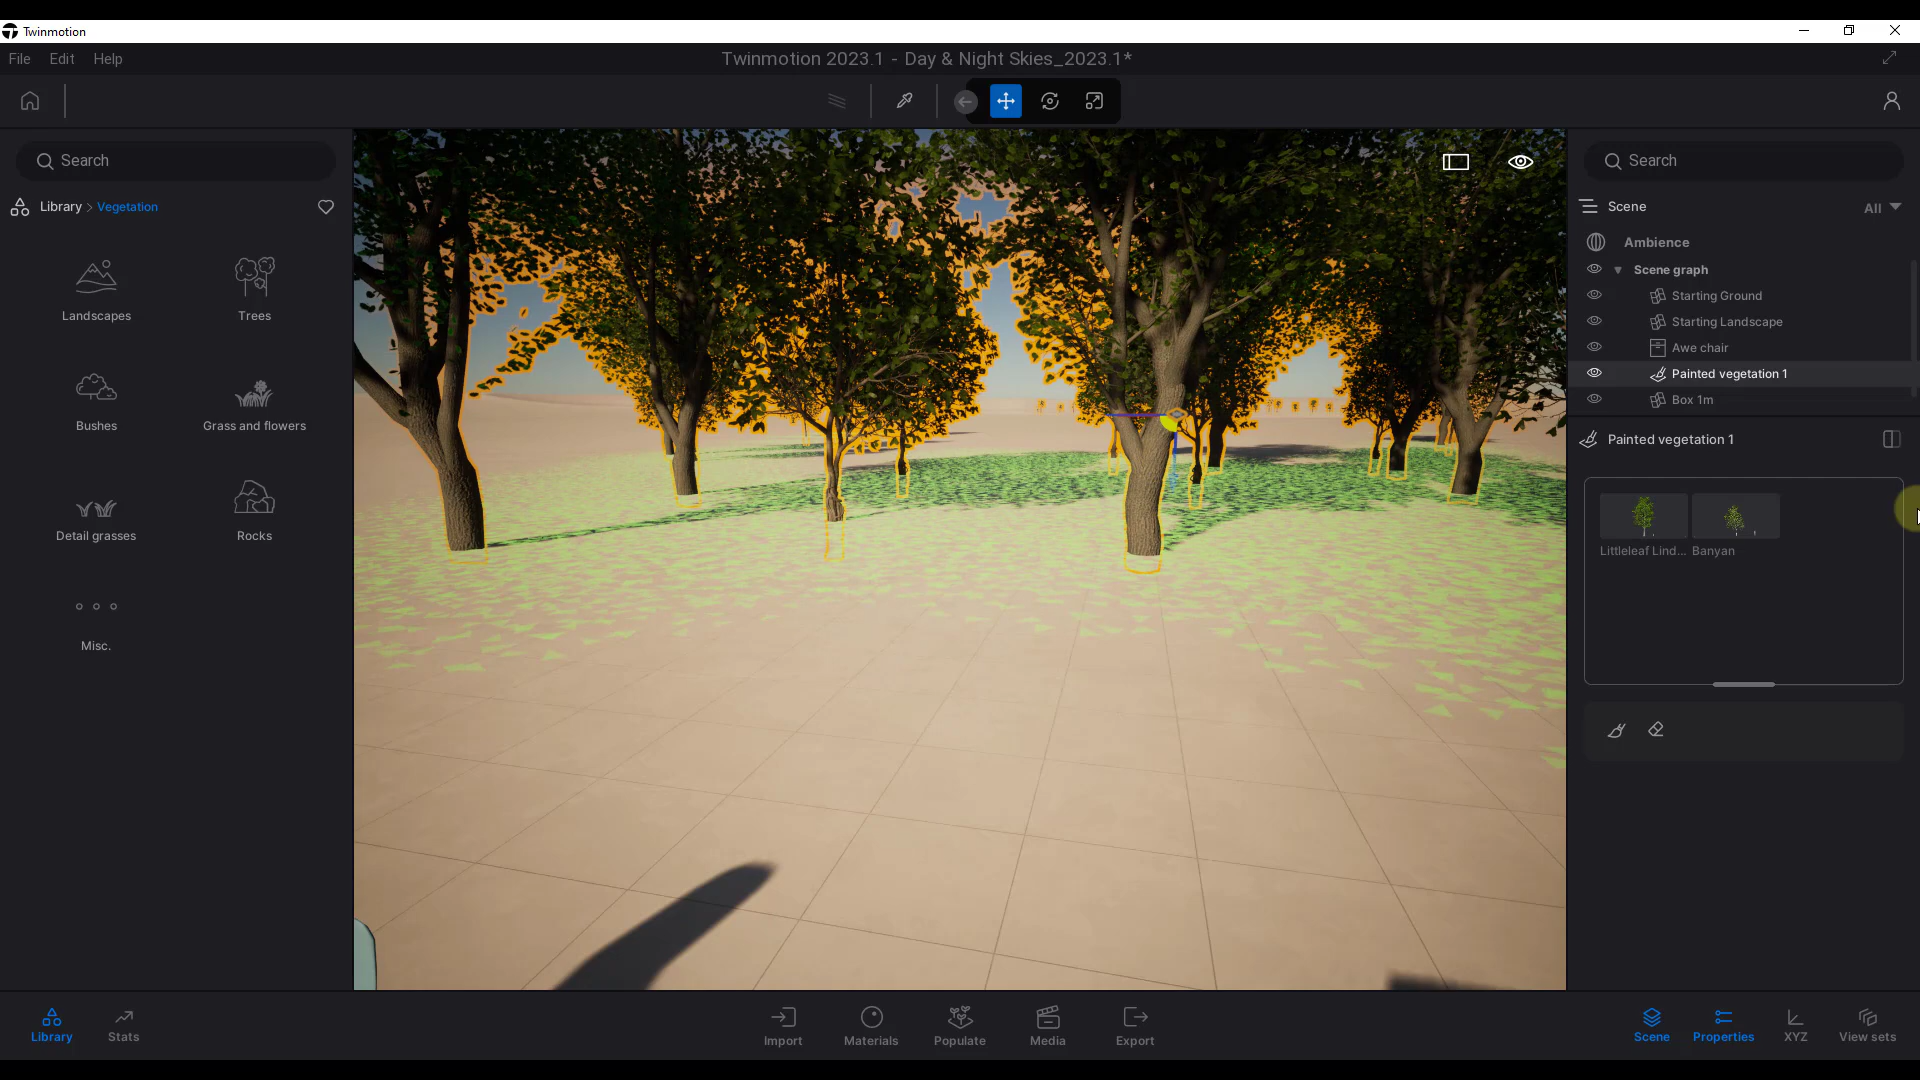 Twinmotion
File Edit Help
Twinmotion 2023.1 - Day & Night Skies_2023.1*
Search
Library > Vegetation
Landscapes
Trees
Bushes
Grass and flowers
Detail grasses
Rocks
Misc.
Search
Scene
All
Ambience
Scene graph
Starting Ground
Starting Landscape
Awe chair
Painted vegetation 1
Box 1m
Painted vegetation 1
Littleleaf Lind... Banyan
Library
Stats
Import
Materials
Populate
Media
Export
Scene
Properties
XYZ
View sets